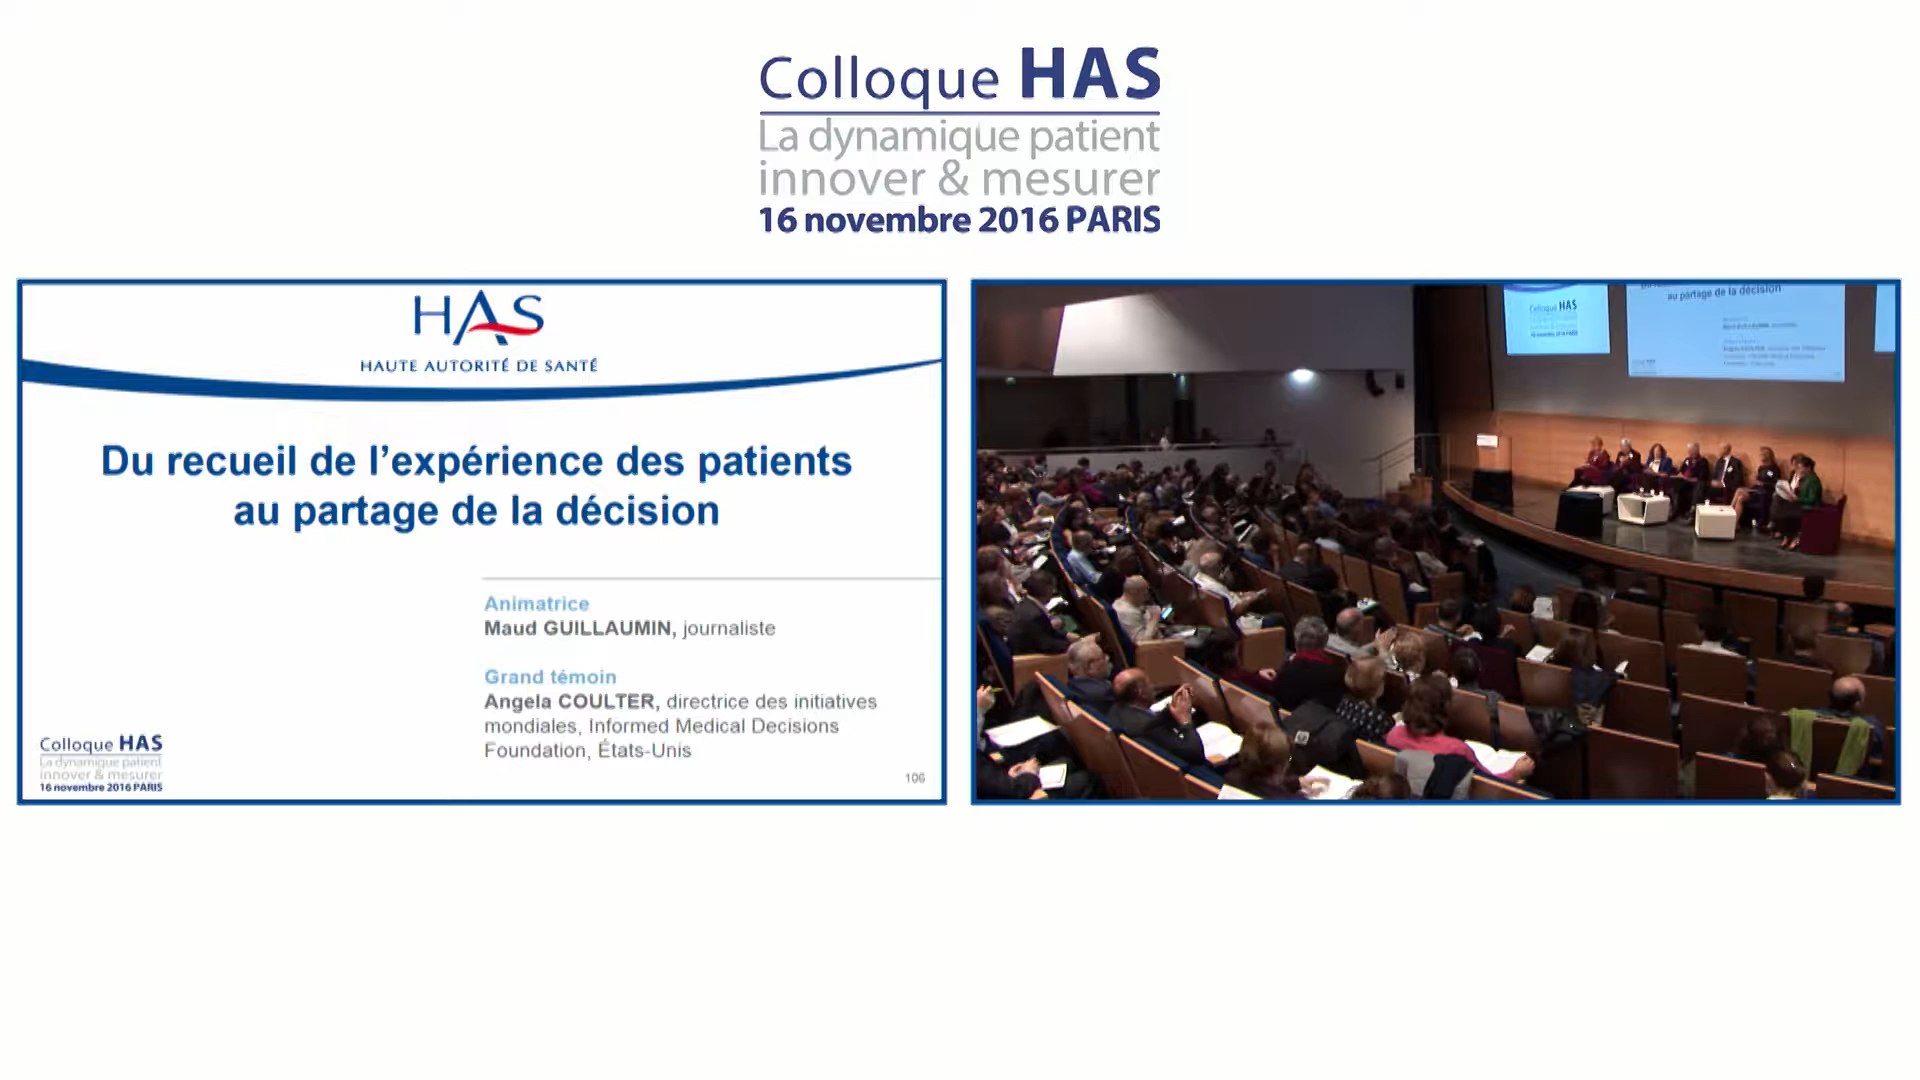 Colloque HAS
La dynamique patient
innover & mesurer
16 novembre 2016 PARIS
HAS
HAUTE AUTORITÉ DE SANTÉ
Du recueil de l'expérience des patients
au partage de la décision
Animatrice
Maud GUILLAUMIN, journaliste
Grand témoin
Angela COULTER, directrice des initiatives
mondiales, Informed Medical Decisions
Foundation, États-Unis
Colloque HAS
La dynamique patient
innover & mesurer
16 novembre 2016 PARIS
106
Colloque HAS
au partage de la décision